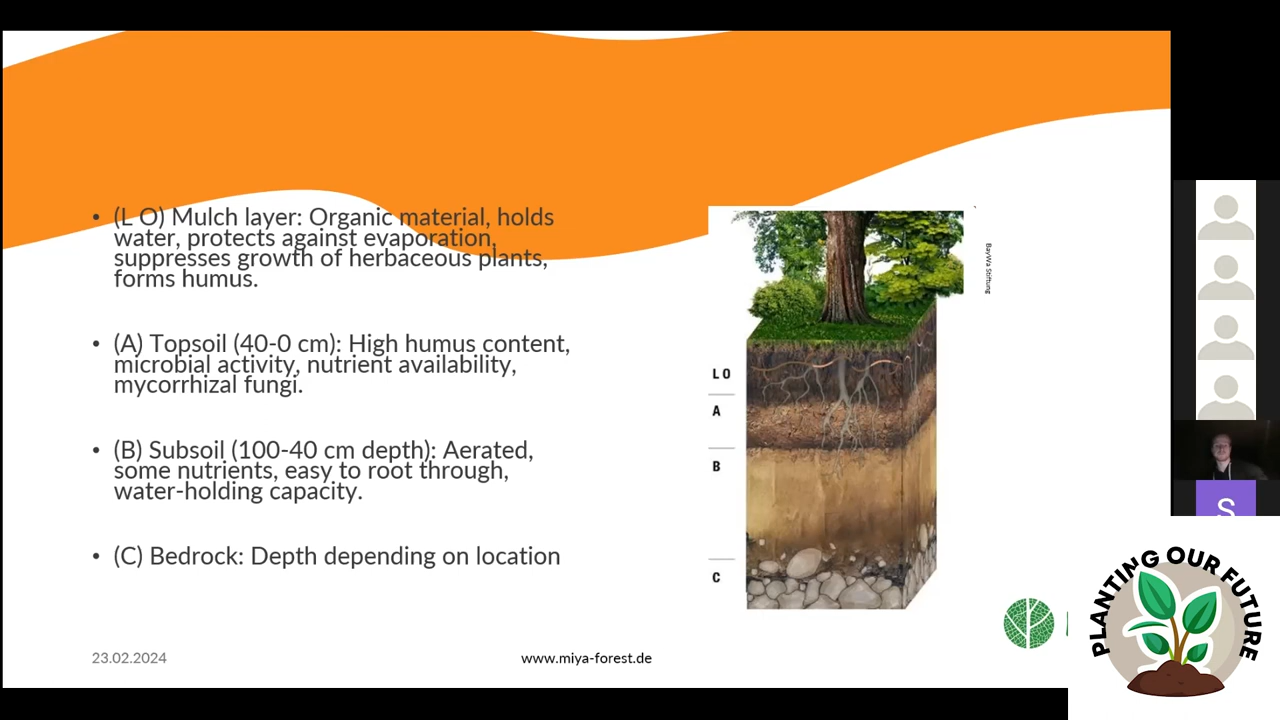 • (L O) Mulch layer: Organic material, holds
water, protects against evaporation,
suppresses growth of herbaceous plants,
forms humus.
• (A) Topsoil (40-0 cm): High humus content,
microbial activity, nutrient availability,
mycorrhizal fungi.
• (B) Subsoil (100-40 cm depth): Aerated,
some nutrients, easy to root through,
water-holding capacity.
• (C) Bedrock: Depth depending on location
L O
A
B
C
BayWa Stiftung
23.02.2024
www.miya-forest.de
S
PLANTING OUR FUTURE